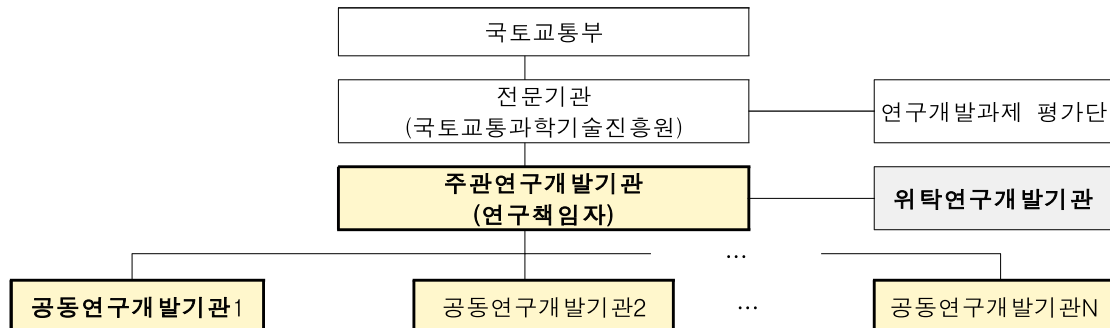 국토교통부
전문기관
(국토교통과학기술진흥원)
연구개발과제 평가단
주관연구개발기관
(연구책임자)
위탁연구개발기관
...
공동연구개발기관1
공동연구개발기관2
...
공동연구개발기관N